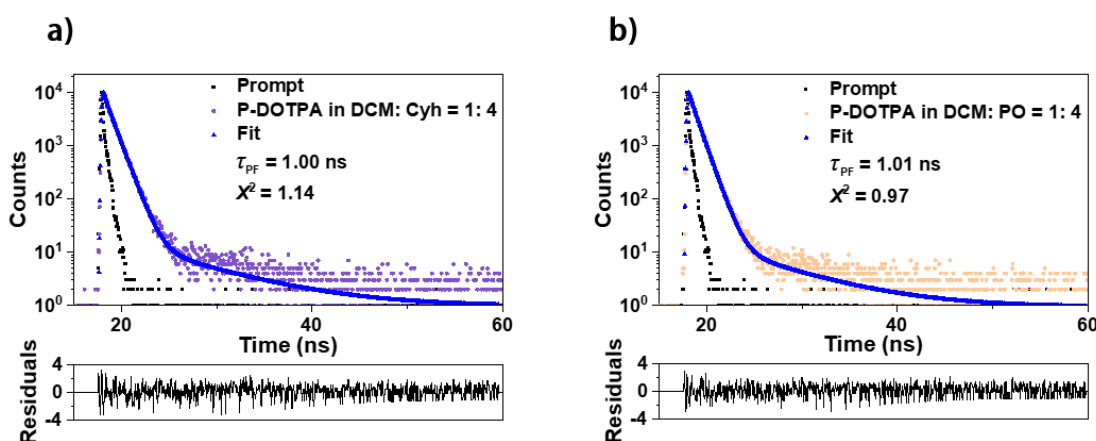 a)
Prompt
P-DOTPA in DCM: Cyh = 1: 4
Fit
τPF = 1.00 ns
X² = 1.14
Counts
10⁴
10³
10²
10¹
10⁰
20
40
60
Time (ns)
Residuals
4
0
-4
b)
Prompt
P-DOTPA in DCM: PO = 1: 4
Fit
τPF = 1.01 ns
X² = 0.97
Counts
10⁴
10³
10²
10¹
10⁰
20
40
60
Time (ns)
Residuals
4
0
-4